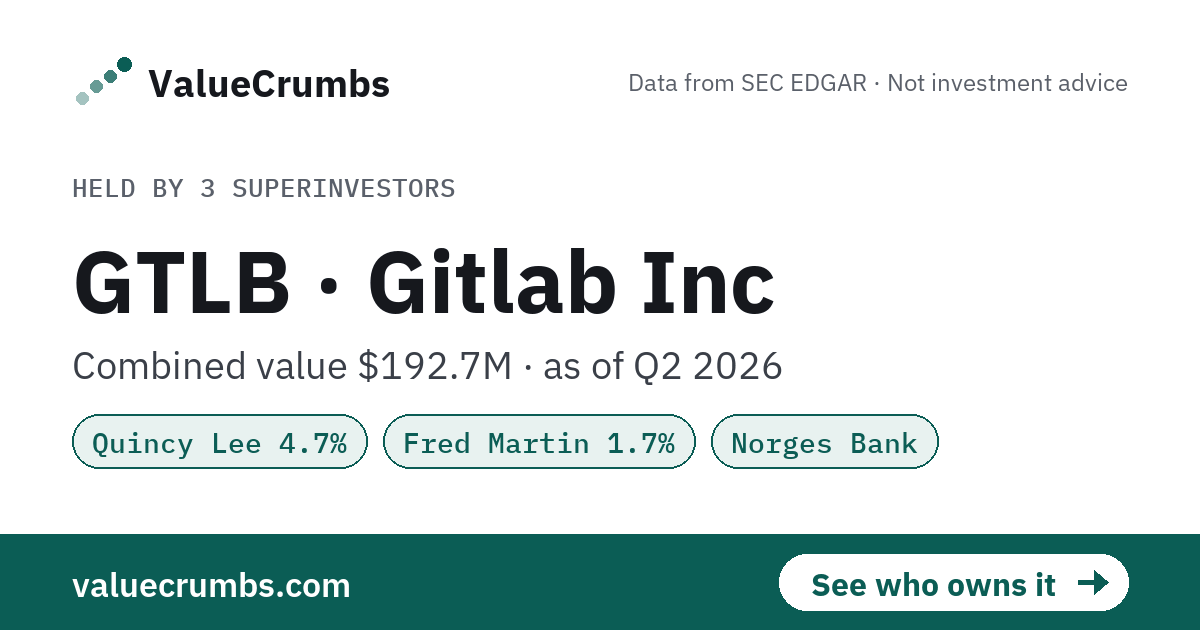 ValueCrumbs
Data from SEC EDGAR · Not investment advice
HELD BY 3 SUPERINVESTORS
GTLB · Gitlab Inc
Combined value $192.7M · as of Q2 2026
Quincy Lee 4.7%
Fred Martin 1.7%
Norges Bank
valuecrumbs.com
See who owns it